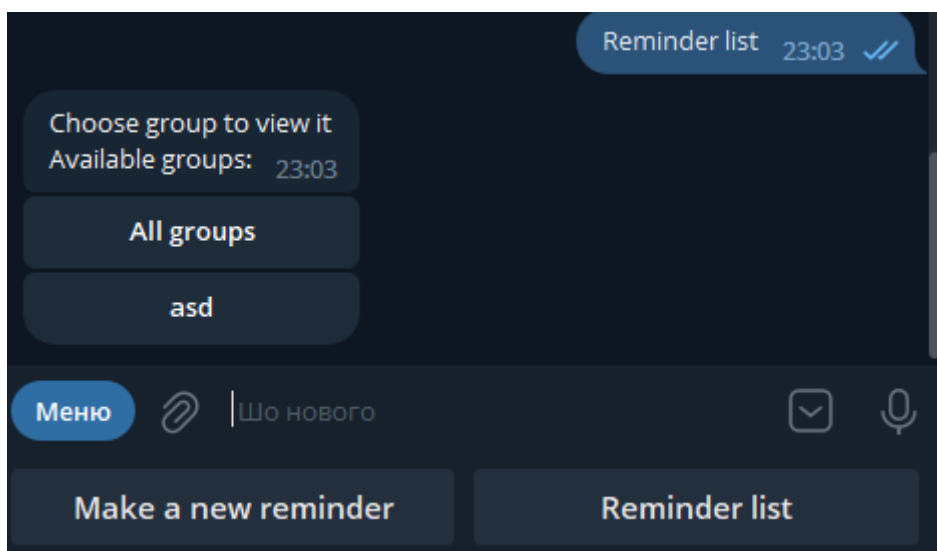 Reminder list 23:03
Choose group to view it
Available groups: 23:03
All groups
asd
Меню
Шо нового
Make a new reminder
Reminder list